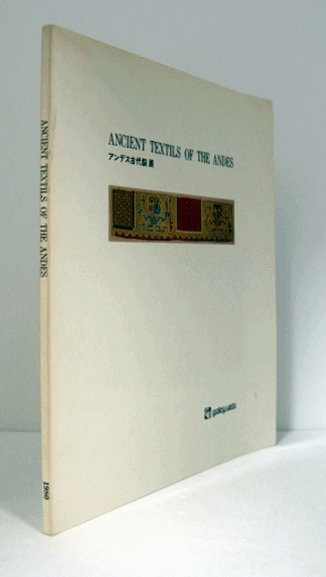 ANCIENT TEXTILS OF THE ANDES
アンデス古代裂 展
ANCIENT TEXTILS OF THE ANDES
1980